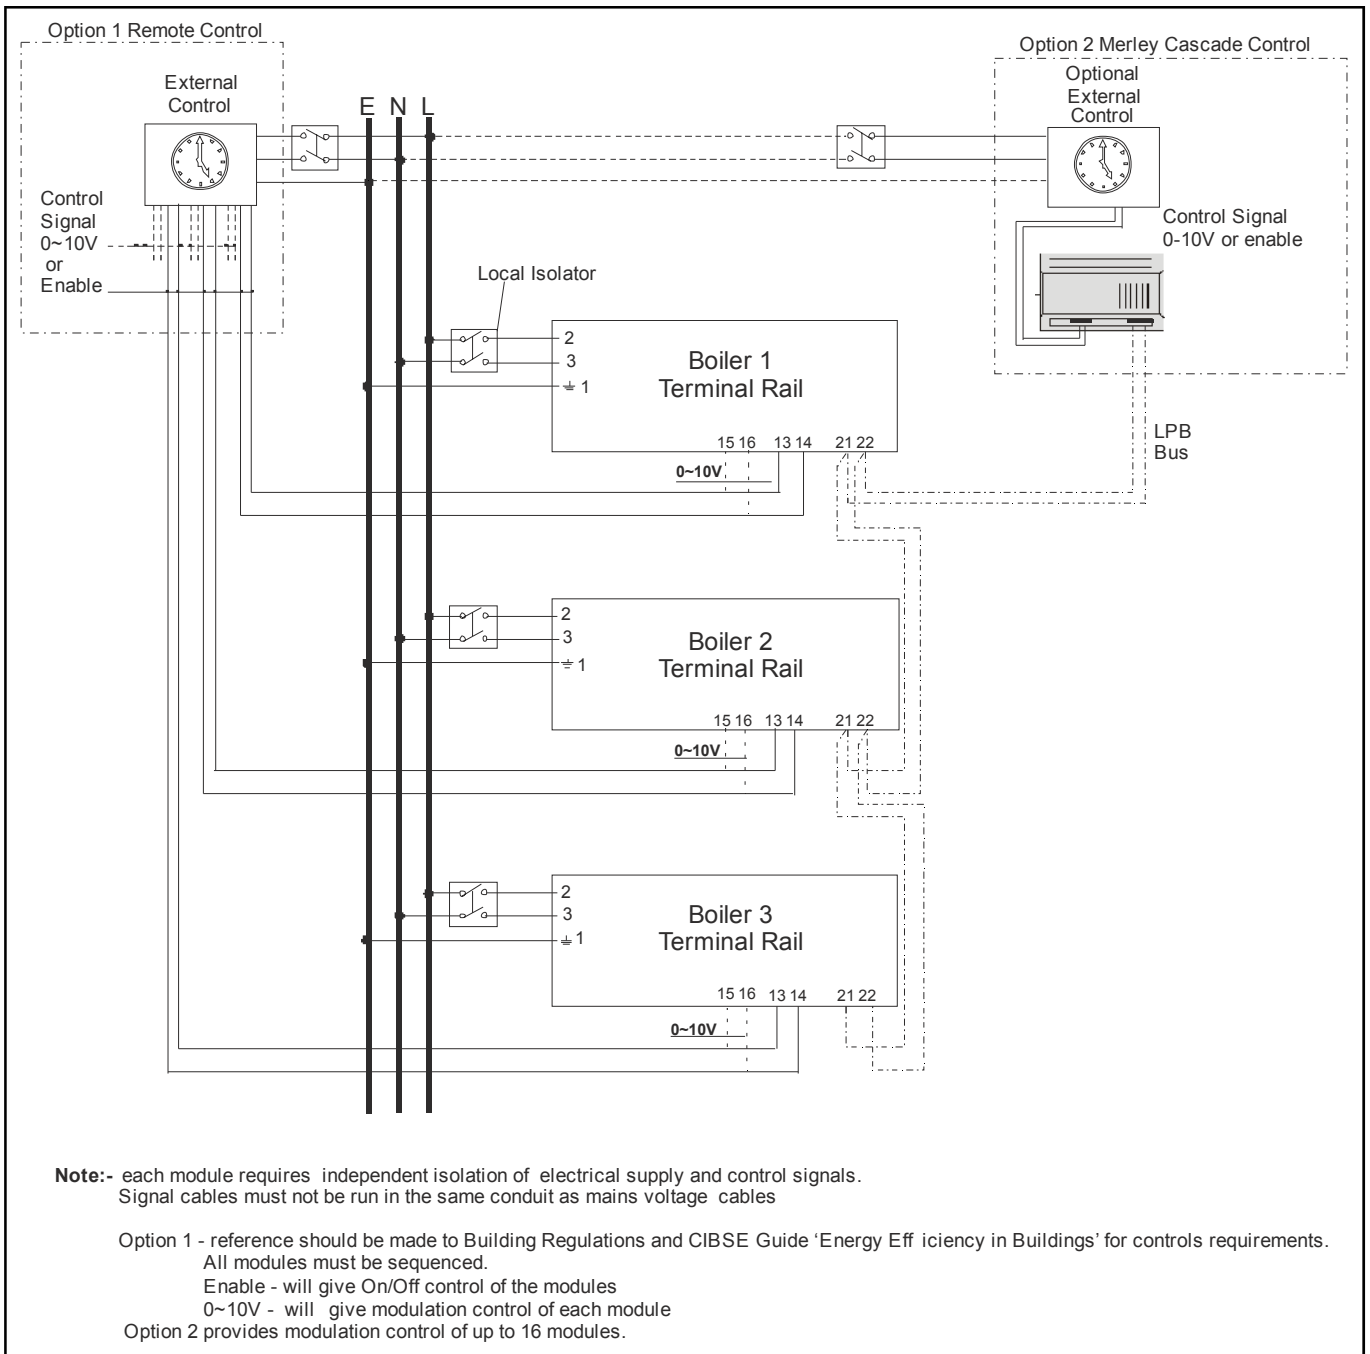 Option 1 Remote Control
Option 2 Merley Cascade Control
External
Control
Optional
External
Control
E N L
Control
Signal
0~10V
or
Enable
Control Signal
0-10V or enable
Local Isolator
2
3
1
Boiler 1
Terminal Rail
15 16 13 14 21 22
0~10V
LPB
Bus
2
3
1
Boiler 2
Terminal Rail
15 16 13 14 21 22
0~10V
2
3
1
Boiler 3
Terminal Rail
15 16 13 14 21 22
0~10V
Note:- each module requires independent isolation of electrical supply and control signals.
Signal cables must not be run in the same conduit as mains voltage cables
Option 1 - reference should be made to Building Regulations and CIBSE Guide ‘Energy Eff iciency in Buildings’ for controls requirements.
All modules must be sequenced.
Enable - will give On/Off control of the modules
0~10V - will give modulation control of each module
Option 2 provides modulation control of up to 16 modules.